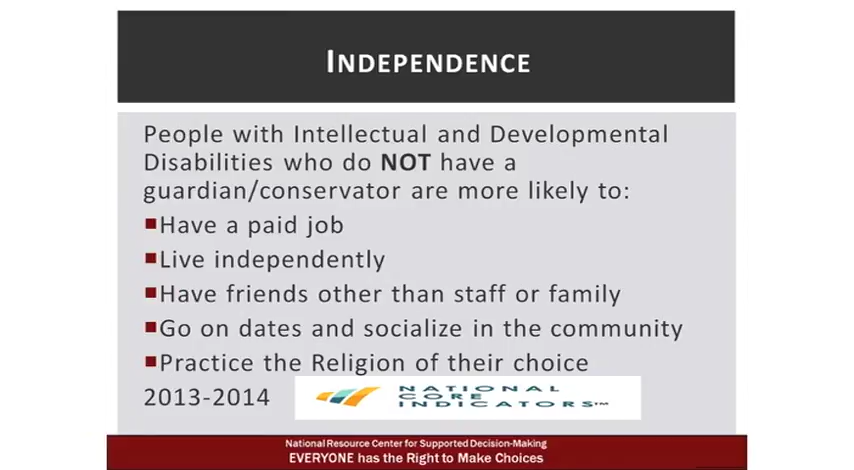 INDEPENDENCE
People with Intellectual and Developmental
Disabilities who do NOT have a
guardian/conservator are more likely to:
■Have a paid job
■Live independently
■Have friends other than staff or family
■Go on dates and socialize in the community
■Practice the Religion of their choice
2013-2014
NATIONAL
CORE
INDICATORS™
National Resource Center for Supported Decision-Making
EVERYONE has the Right to Make Choices